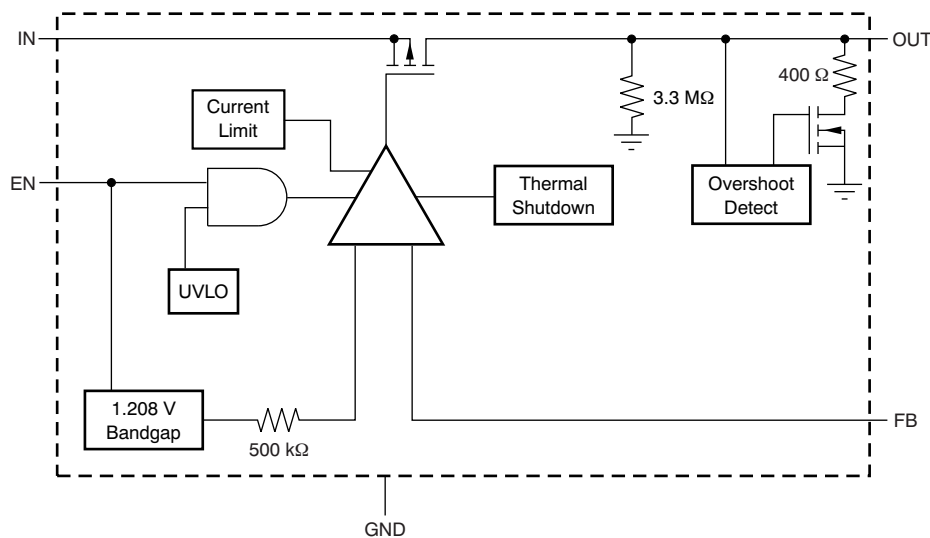 IN
OUT
400 Ω
3.3 MΩ
Current
Limit
EN
Thermal
Shutdown
Overshoot
Detect
UVLO
1.208 V
Bandgap
500 kΩ
FB
GND